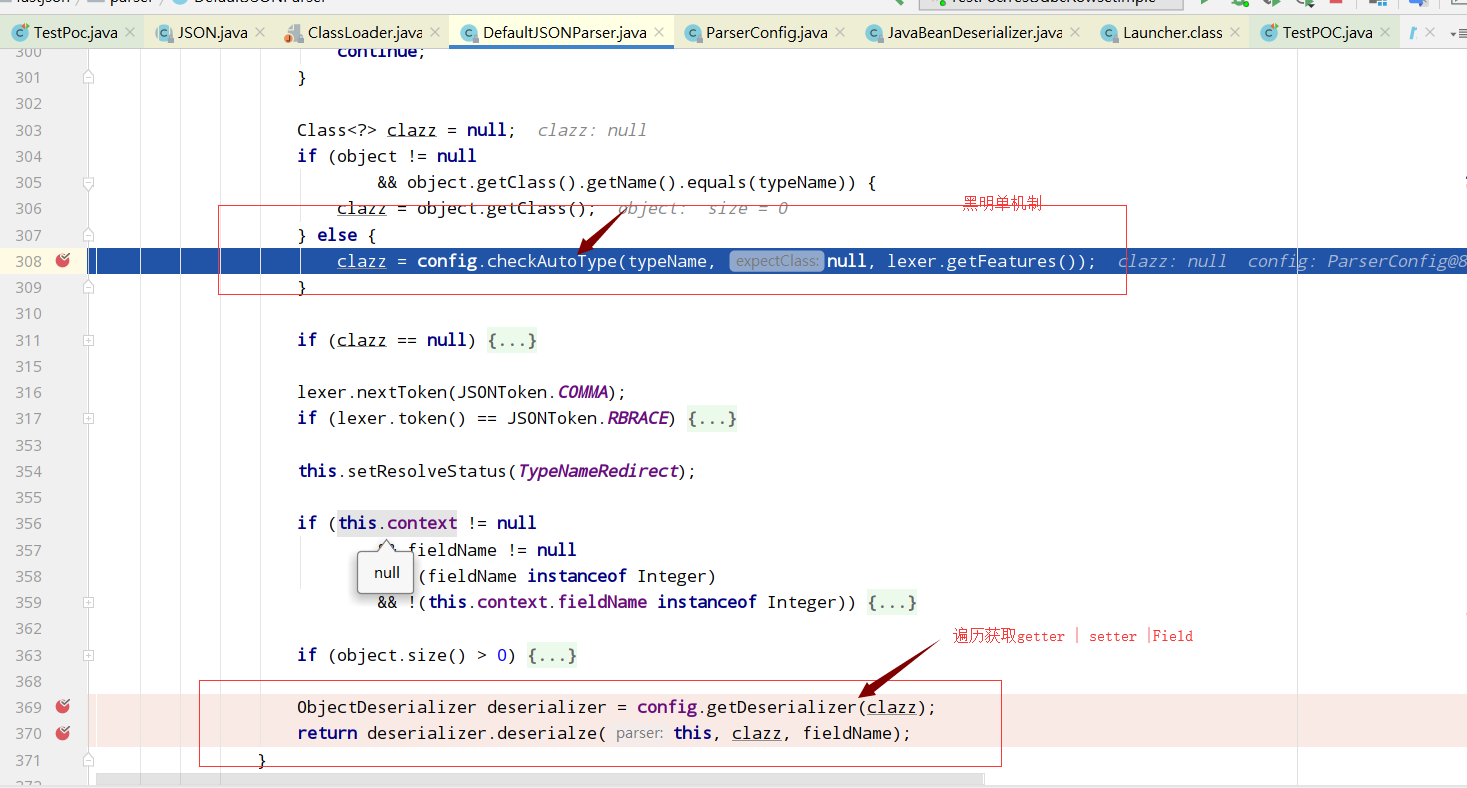 fastjson parser DefaultJSONParser
TestPoc.java JSON.java ClassLoader.java DefaultJSONParser.java ParserConfig.java JavaBeanDeserializer.java Launcher.class TestPOC.java
300 continue;
301 }
302
303 Class<?> clazz = null; clazz: null
304 if (object != null
305 && object.getClass().getName().equals(typeName)) {
306 clazz = object.getClass(); object: size = 0
黑明单机制
307 } else {
308 clazz = config.checkAutoType(typeName, expectClass: null, lexer.getFeatures()); clazz: null config: ParserConfig@8
309 }
310
311 if (clazz == null) {...}
315
316 lexer.nextToken(JSONToken.COMMA);
317 if (lexer.token() == JSONToken.RBRACE) {...}
353
354 this.setResolveStatus(TypeNameRedirect);
355
356 if (this.context != null
357 && fieldName != null
null
358 (fieldName instanceof Integer)
359 && !(this.context.fieldName instanceof Integer)) {...}
362
遍历获取getter | setter |Field
363 if (object.size() > 0) {...}
368
369 ObjectDeserializer deserializer = config.getDeserializer(clazz);
370 return deserializer.deserialze( parser: this, clazz, fieldName);
371 }
372